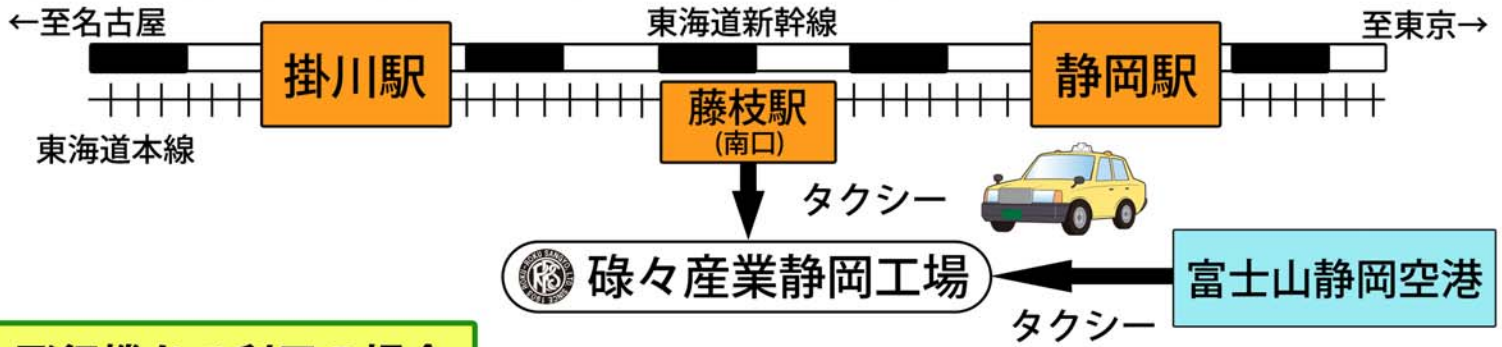 ←至名古屋
東海道新幹線
至東京→
掛川駅
静岡駅
藤枝駅
(南口)
東海道本線
タクシー
碌々産業静岡工場
富士山静岡空港
タクシー